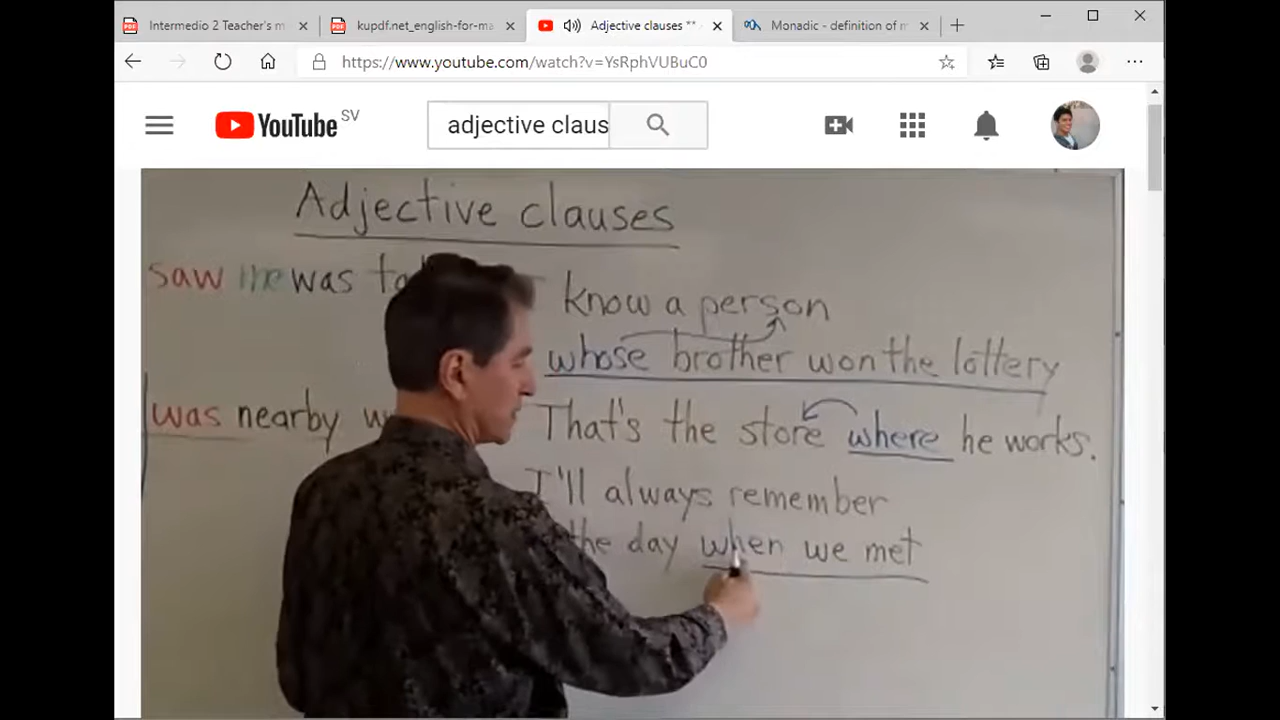 Intermedio 2 Teacher's m
kupdf.net_english-for-ma
Adjective clauses **
Monadic - definition of m
https://www.youtube.com/watch?v=YsRphVUBuC0
YouTube SV
adjective claus
Adjective clauses
saw me was
know a person
whose brother won the lottery
was nearby
That's the store where he works.
I'll always remember
the day when we met